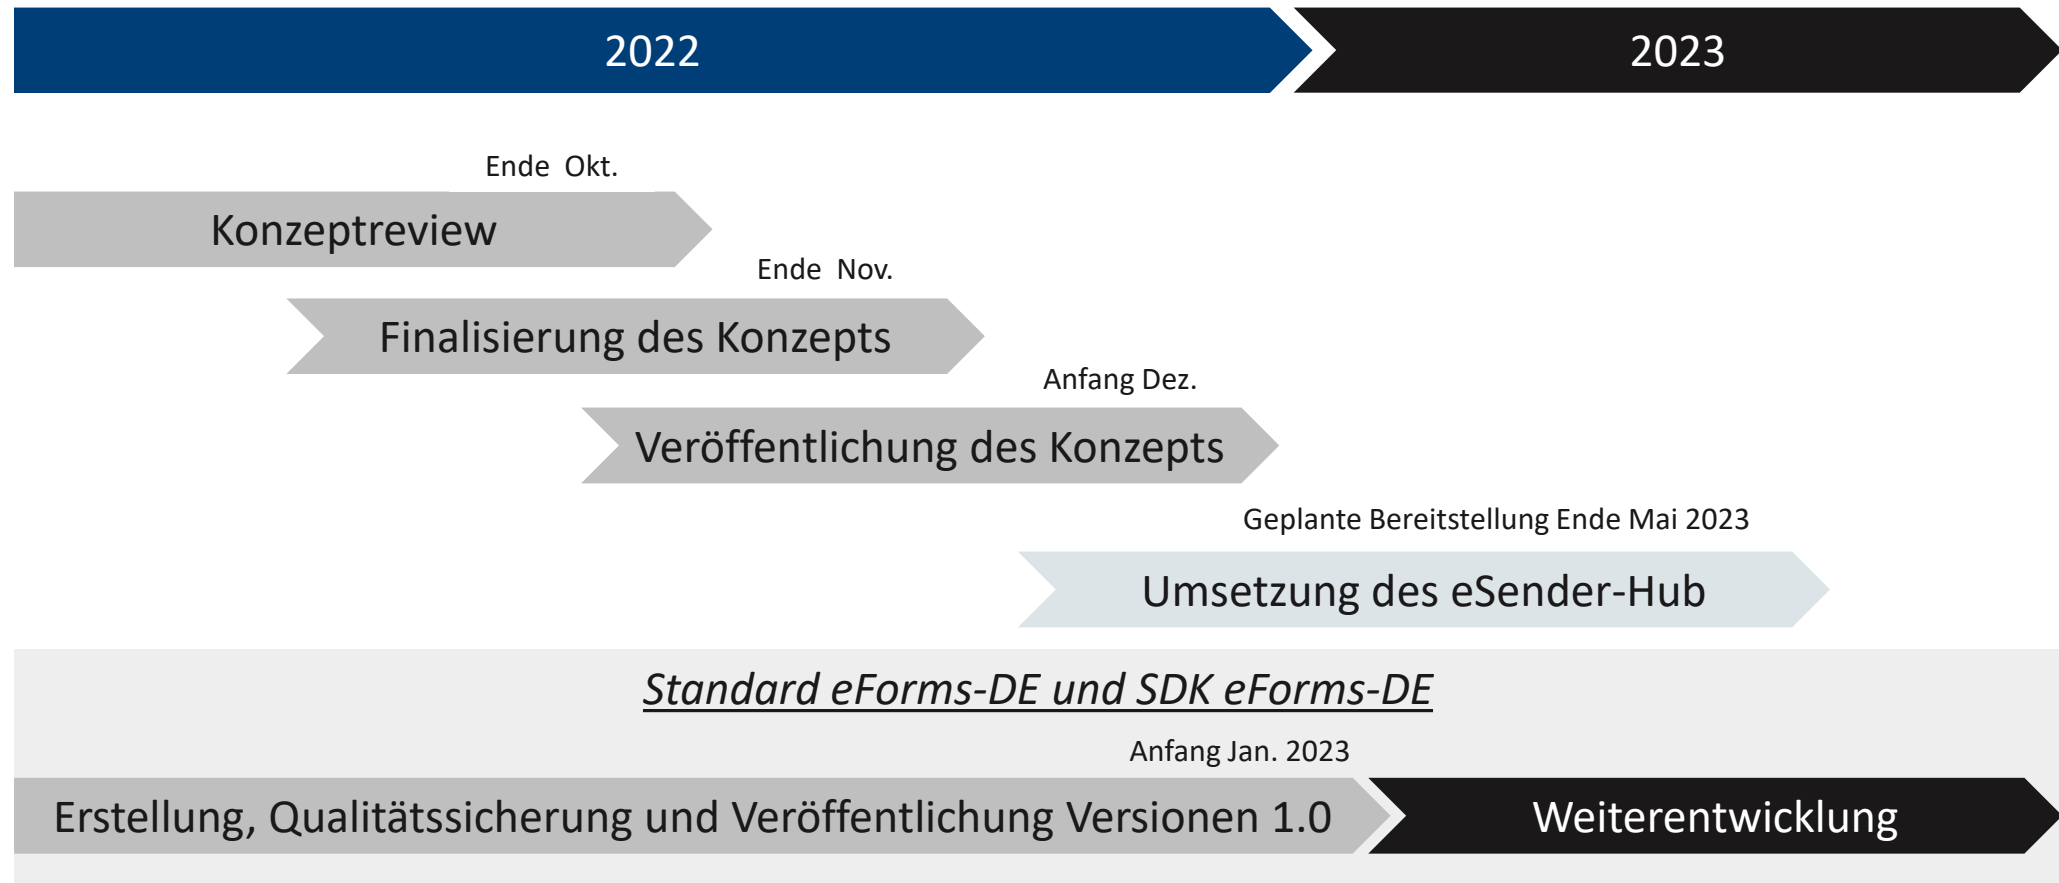 2022
2023
Ende Okt.
Konzeptreview
Ende Nov.
Finalisierung des Konzepts
Anfang Dez.
Veröffentlichung des Konzepts
Geplante Bereitstellung Ende Mai 2023
Umsetzung des eSender-Hub
Standard eForms-DE und SDK eForms-DE
Anfang Jan. 2023
Erstellung, Qualitätssicherung und Veröffentlichung Versionen 1.0
Weiterentwicklung